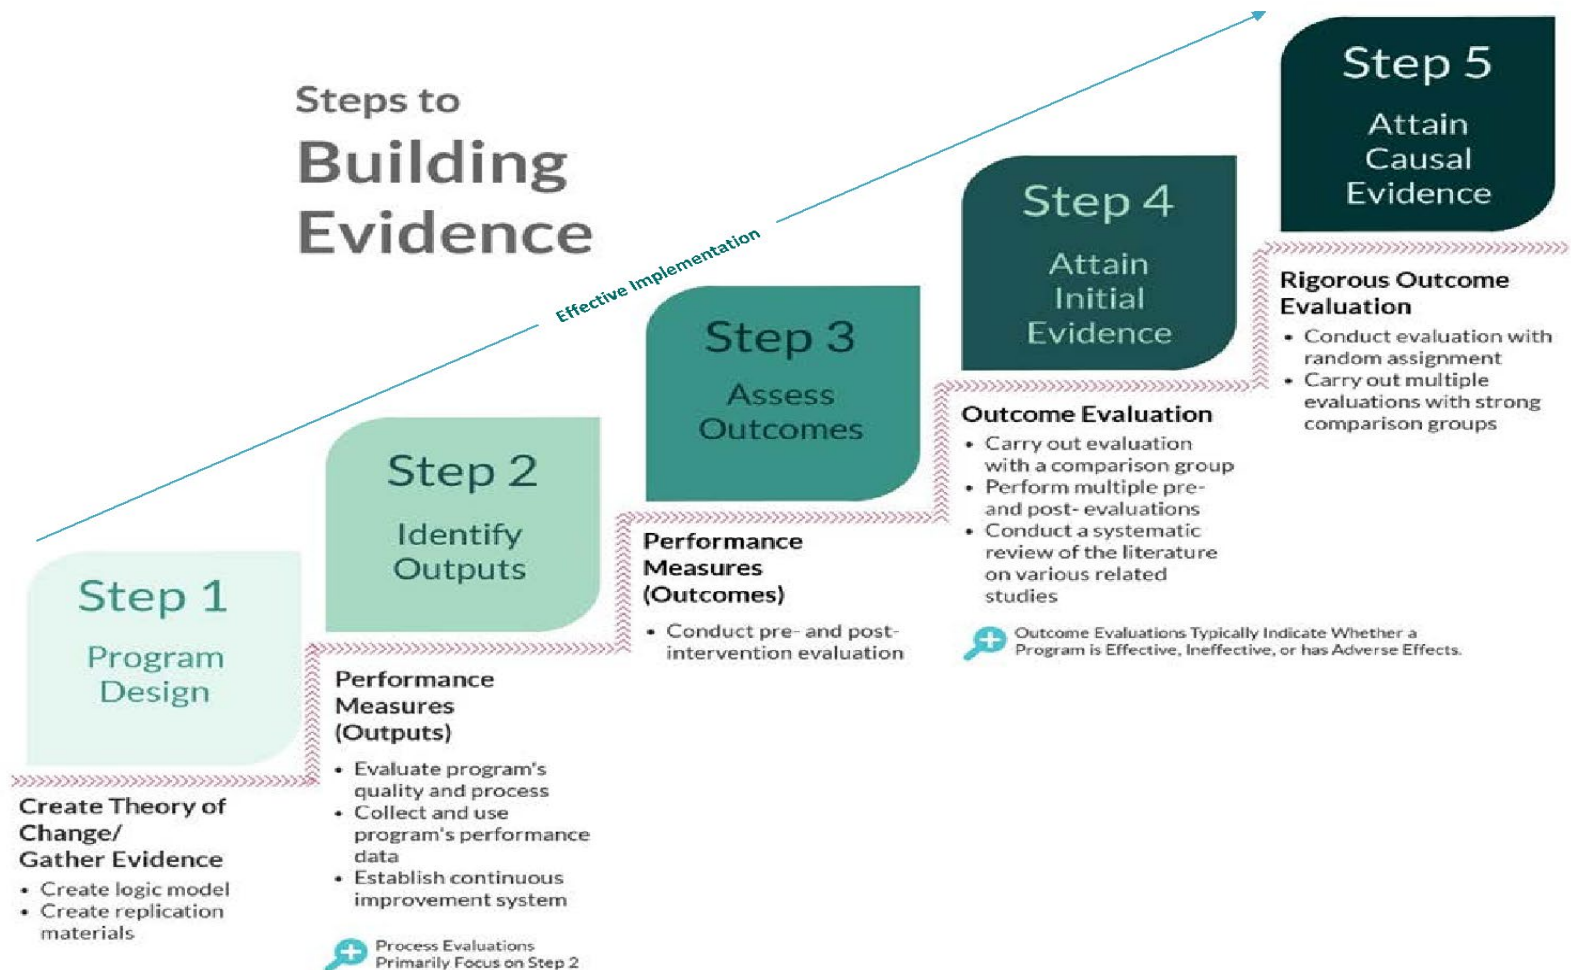 Steps to
Building
Evidence
Effective Implementation
Step 1
Program
Design
Create Theory of
Change/
Gather Evidence
• Create logic model
• Create replication
materials
Step 2
Identify
Outputs
Performance
Measures
(Outputs)
• Evaluate program's
quality and process
• Collect and use
program's performance
data
• Establish continuous
improvement system
Process Evaluations
Primarily Focus on Step 2
Step 3
Assess
Outcomes
Performance
Measures
(Outcomes)
• Conduct pre- and post-
intervention evaluation
Step 4
Attain
Initial
Evidence
Outcome Evaluation
• Carry out evaluation
with a comparison group
• Perform multiple pre-
and post- evaluations
• Conduct a systematic
review of the literature
on various related
studies
Outcome Evaluations Typically Indicate Whether a
Program is Effective, Ineffective, or has Adverse Effects.
Step 5
Attain
Causal
Evidence
Rigorous Outcome
Evaluation
• Conduct evaluation with
random assignment
• Carry out multiple
evaluations with strong
comparison groups